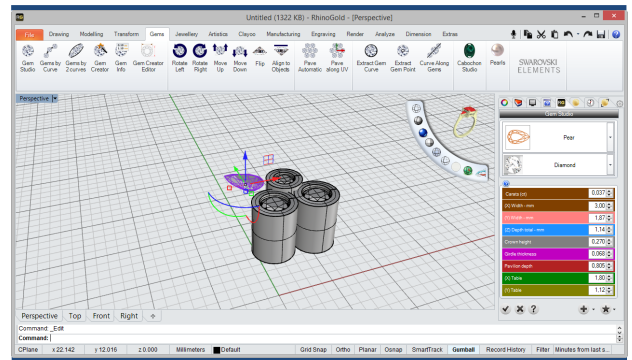 Untitled (1322 KB) - RhinoGold - [Perspective]
File Drawing Modelling Transform Gems Jewellery Artistics Clayoo Manufacturing Engraving Render Analyze Dimension Extras
Gem Studio
Gems by Curve
Gems by 2 curves
Gem Creator
Gem Info
Gem Creator Editor
Rotate Left
Rotate Right
Move Up
Move Down
Flip
Align to Objects
Pave Automatic
Pave along UV
Extract Gem Curve
Extract Gem Point
Curve Along Gems
Cabochon Studio
Pearls
SWAROVSKI
ELEMENTS
Perspective
Gem Studio
Pear
Diamond
Carats (ct) 0,037
(X) Width - mm 3.00
(Y) Width - mm 1.87
(Z) Depth total - mm 1,14
Crown height 0,270
Girdle thickness 0,068
Pavilion depth 0,805
(X) Table 1.80
(Y) Table 1.12
Perspective Top Front Right
Command: _Edit
Command:
CPlane x 22.142 y 12.016 z 0.000 Millimeters Default Grid Snap Ortho Planar Osnap SmartTrack Gumball Record History Filter Minutes from last s...